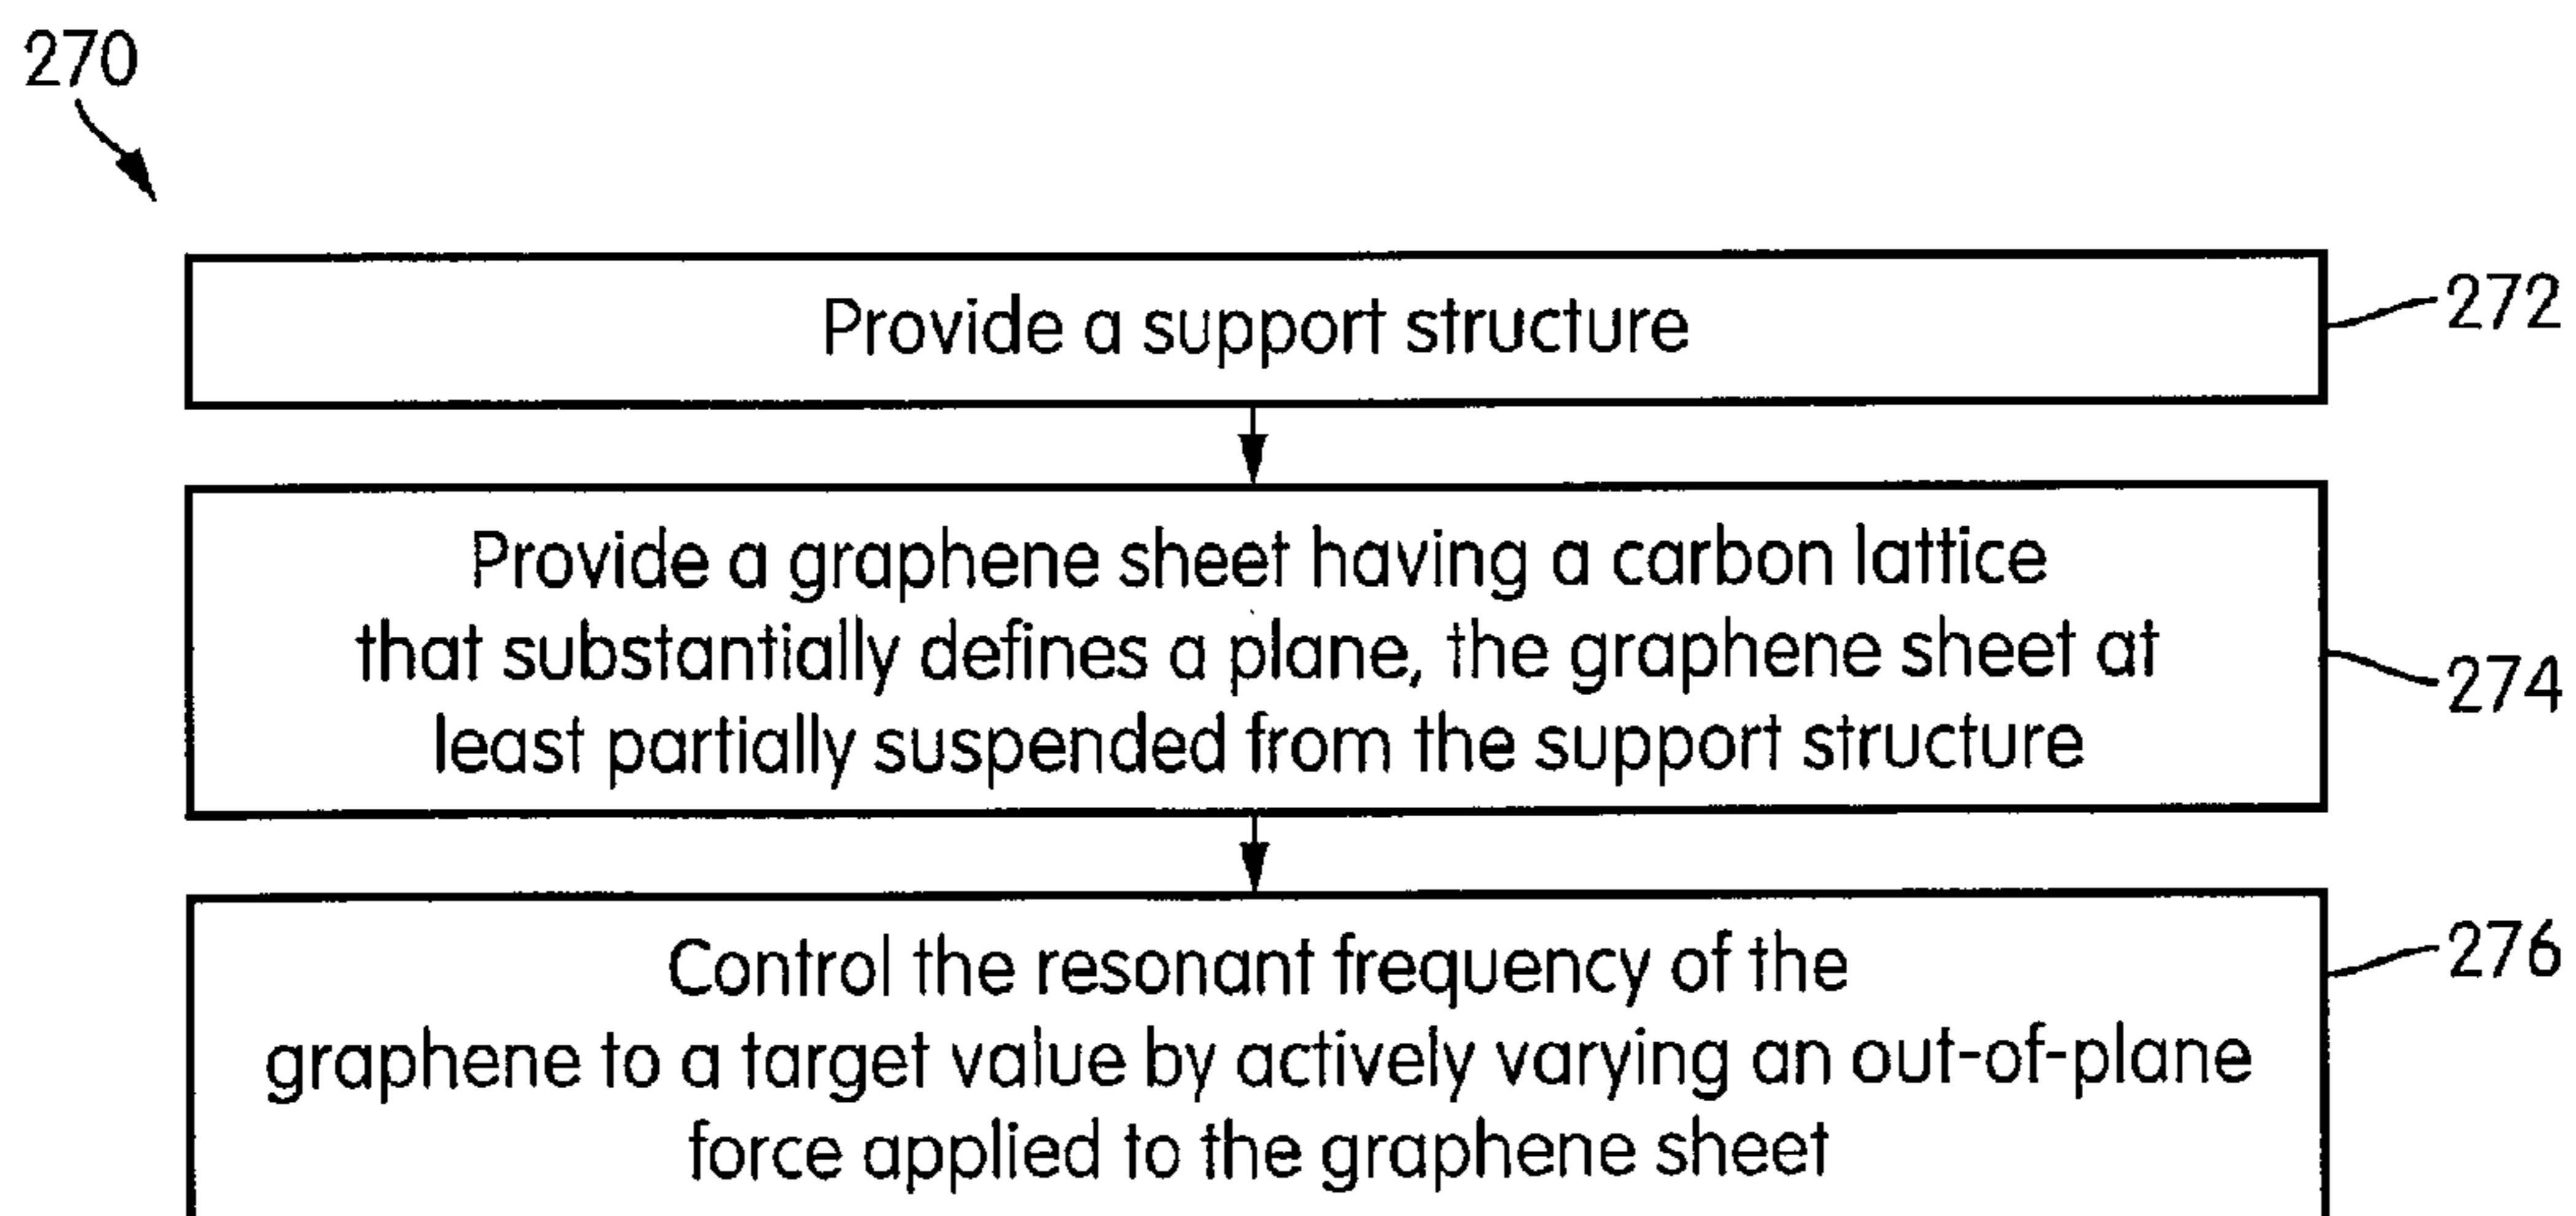 270
Provide a support structure
272
Provide a graphene sheet having a carbon lattice
that substantially defines a plane, the graphene sheet at
least partially suspended from the support structure
274
Control the resonant frequency of the
graphene to a target value by actively varying an out-of-plane
force applied to the graphene sheet
276